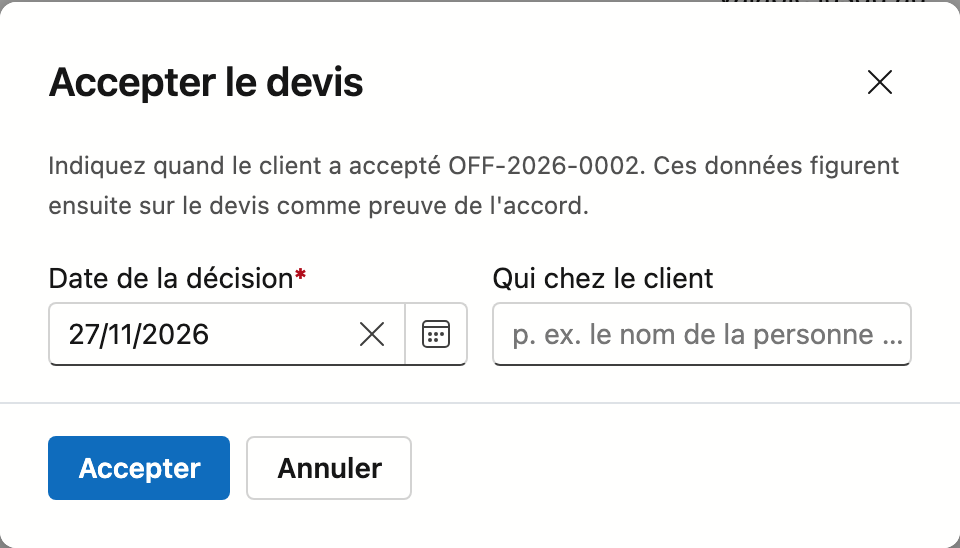 Accepter le devis
Indiquez quand le client a accepté OFF-2026-0002. Ces données figurent
ensuite sur le devis comme preuve de l'accord.
Date de la décision*
Qui chez le client
27/11/2026
p. ex. le nom de la personne ...
Accepter
Annuler